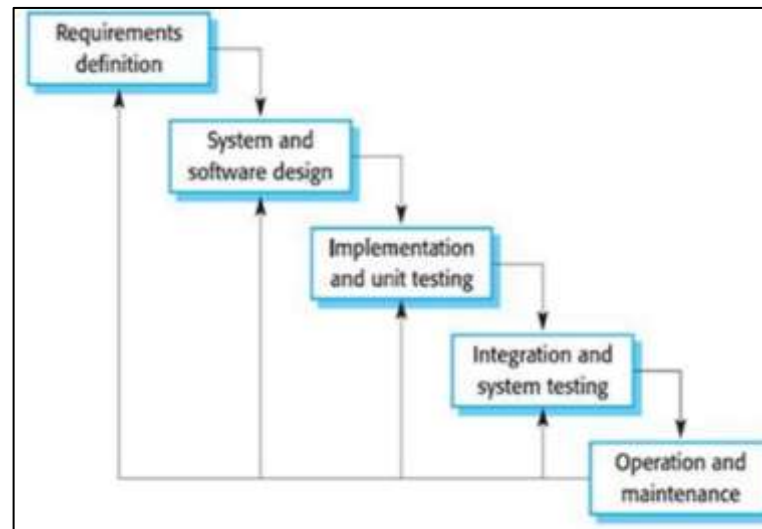 Requirements
definition
System and
software design
Implementation
and unit testing
Integration and
system testing
Operation and
maintenance